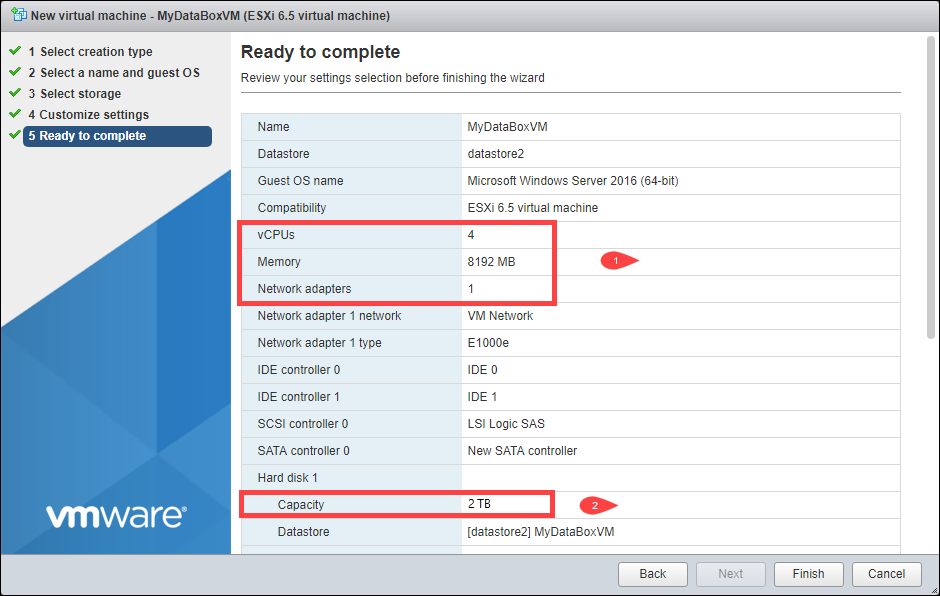 New virtual machine - MyDataBoxVM (ESXi 6.5 virtual machine)
1 Select creation type
2 Select a name and guest OS
3 Select storage
4 Customize settings
5 Ready to complete
vmware®
Ready to complete
Review your settings selection before finishing the wizard
Name MyDataBoxVM
Datastore datastore2
Guest OS name Microsoft Windows Server 2016 (64-bit)
Compatibility ESXi 6.5 virtual machine
vCPUs 4
Memory 8192 MB 1
Network adapters 1
Network adapter 1 network VM Network
Network adapter 1 type E1000e
IDE controller 0 IDE 0
IDE controller 1 IDE 1
SCSI controller 0 LSI Logic SAS
SATA controller 0 New SATA controller
Hard disk 1
Capacity 2 TB 2
Datastore [datastore2] MyDataBoxVM
Back Next Finish Cancel